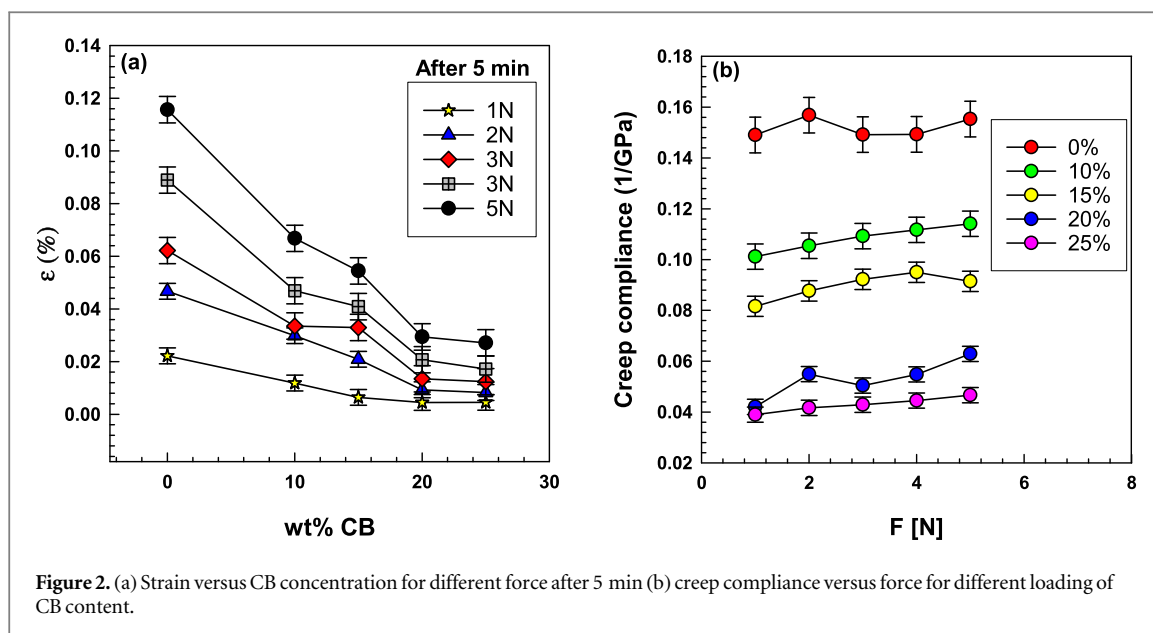 (a)
After 5 min
1N
2N
3N
3N
5N
0.14
0.12
0.10
0.08
0.06
0.04
0.02
0.00
ε (%)
0 10 20 30
wt% CB
(b)
0%
10%
15%
20%
25%
0.18
0.16
0.14
0.12
0.10
0.08
0.06
0.04
0.02
Creep compliance (1/GPa)
0 2 4 6 8
F [N]
Figure 2. (a) Strain versus CB concentration for different force after 5 min (b) creep compliance versus force for different loading of
CB content.